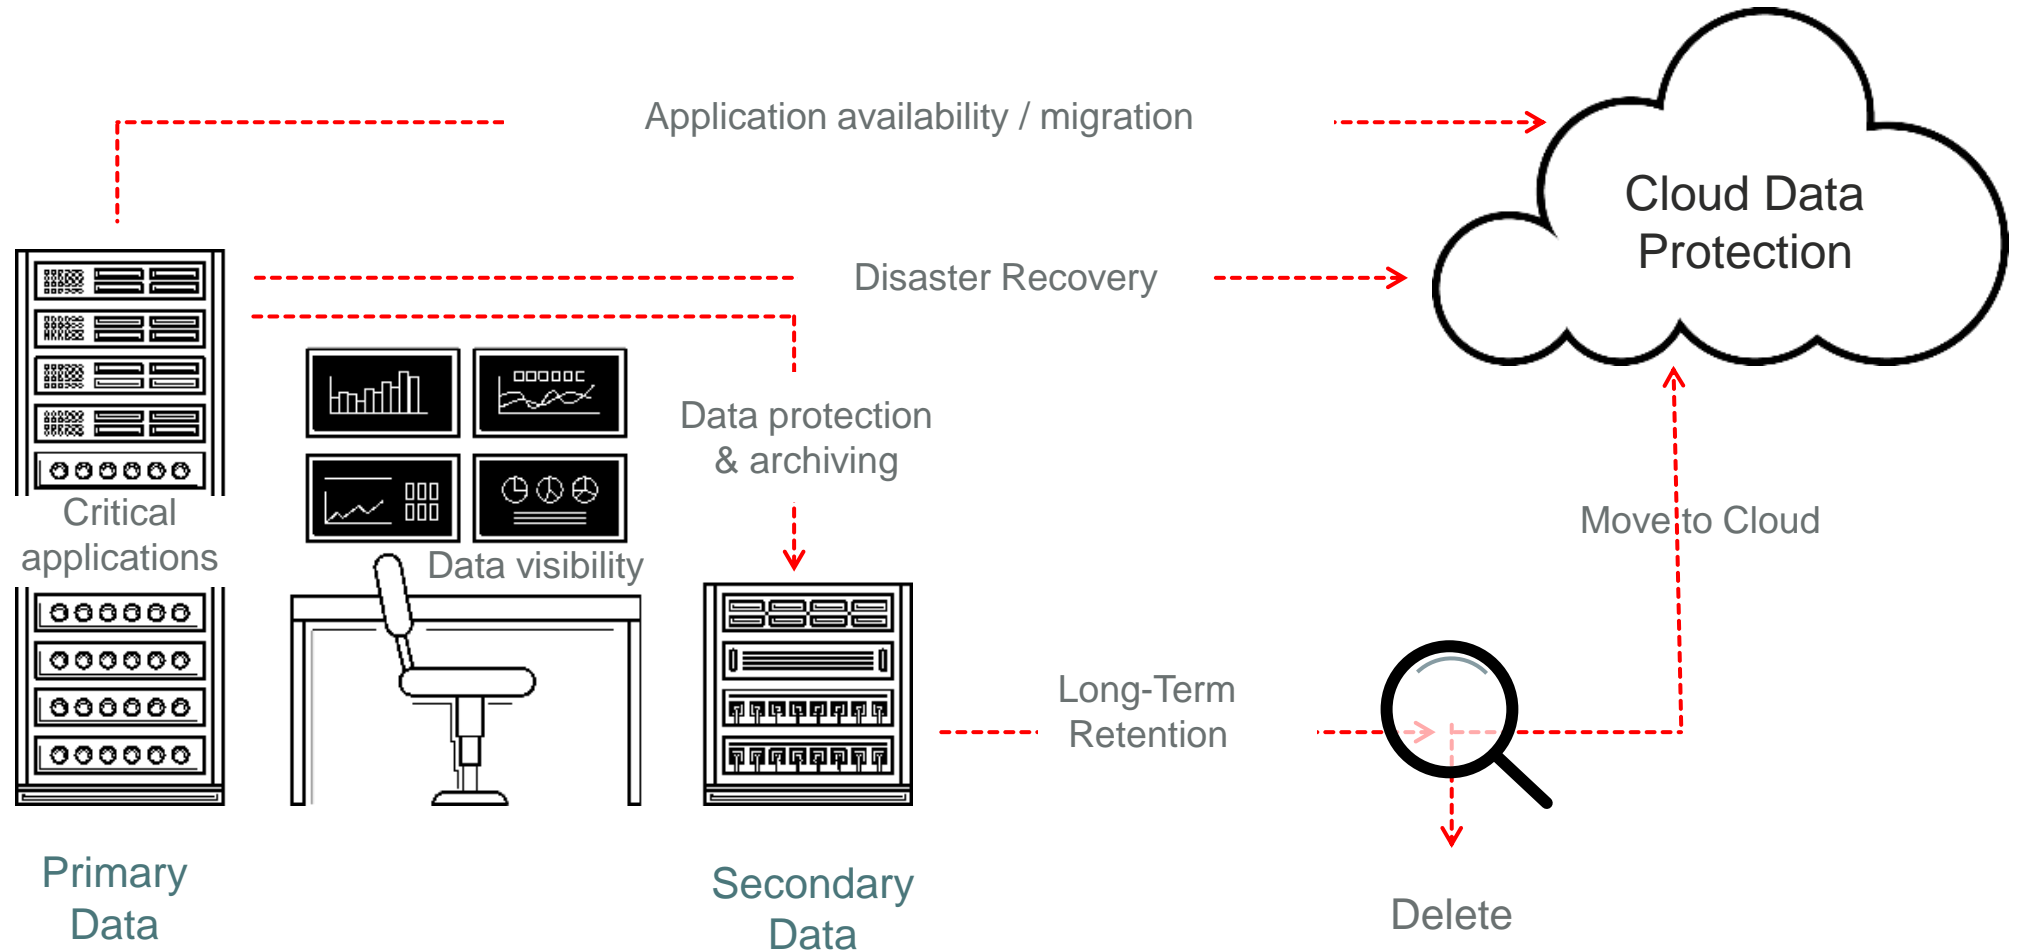 Application availability / migration
Cloud Data
Protection
Disaster Recovery
Data protection
& archiving
Critical
applications
Data visibility
Move to Cloud
Long-Term
Retention
Primary
Data
Secondary
Data
Delete